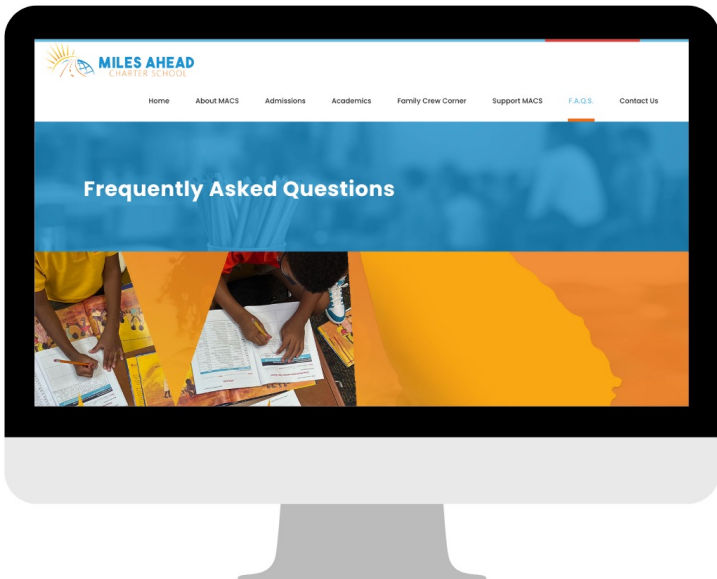 MILES AHEAD
CHARTER SCHOOL
Home About MACS Admissions Academics Family Crew Corner Support MACS F.A.Q.S. Contact Us
Frequently Asked Questions